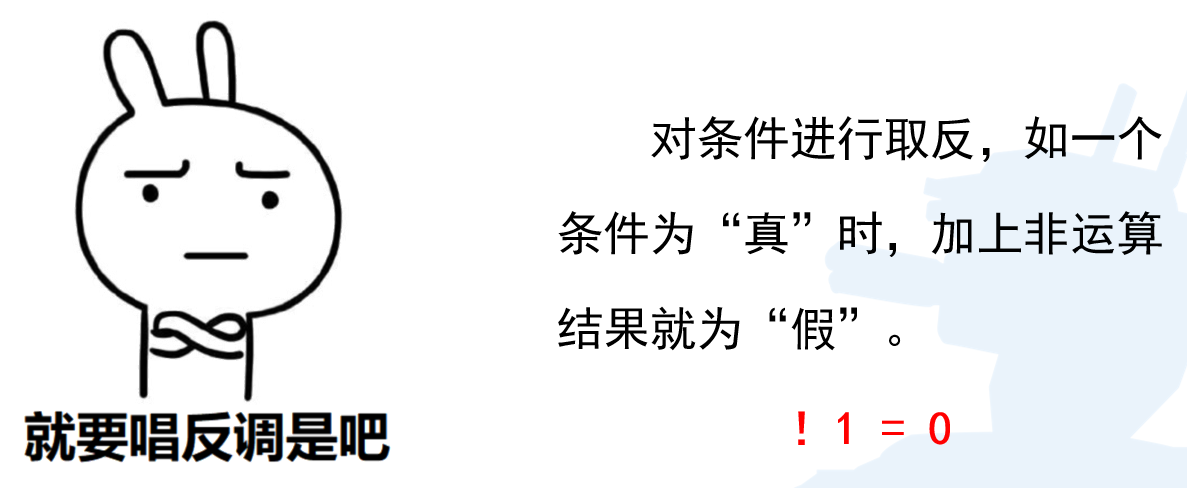 就要唱反调是吧
对条件进行取反，如一个
条件为“真”时，加上非运算
结果就为“假”。
！1 = 0